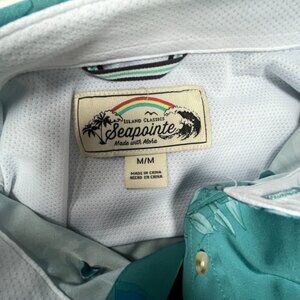 ISLAND CLASSICS
Seapointe
Made with Aloha
M/M
MADE IN CHINA
HECHO EN CHINA